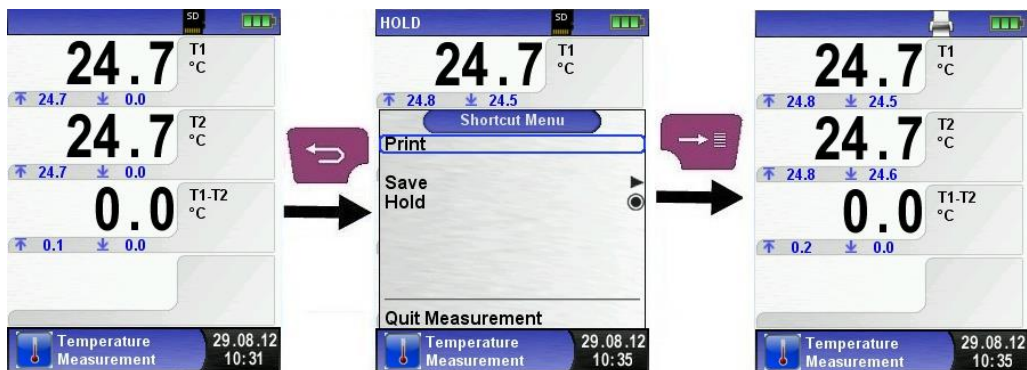 SD
24.7 T1
°C
24.7 0.0
24.7 T2
°C
24.7 0.0
0.0 T1-T2
°C
0.1 0.0
Temperature
Measurement
29.08.12
10:31
HOLD
SD
24.7 T1
°C
24.8 24.5
Shortcut Menu
Print
Save
Hold
Quit Measurement
Temperature
Measurement
29.08.12
10:35
24.7 T1
°C
24.8 24.5
24.7 T2
°C
24.8 24.6
0.0 T1-T2
°C
0.2 0.0
Temperature
Measurement
29.08.12
10:35